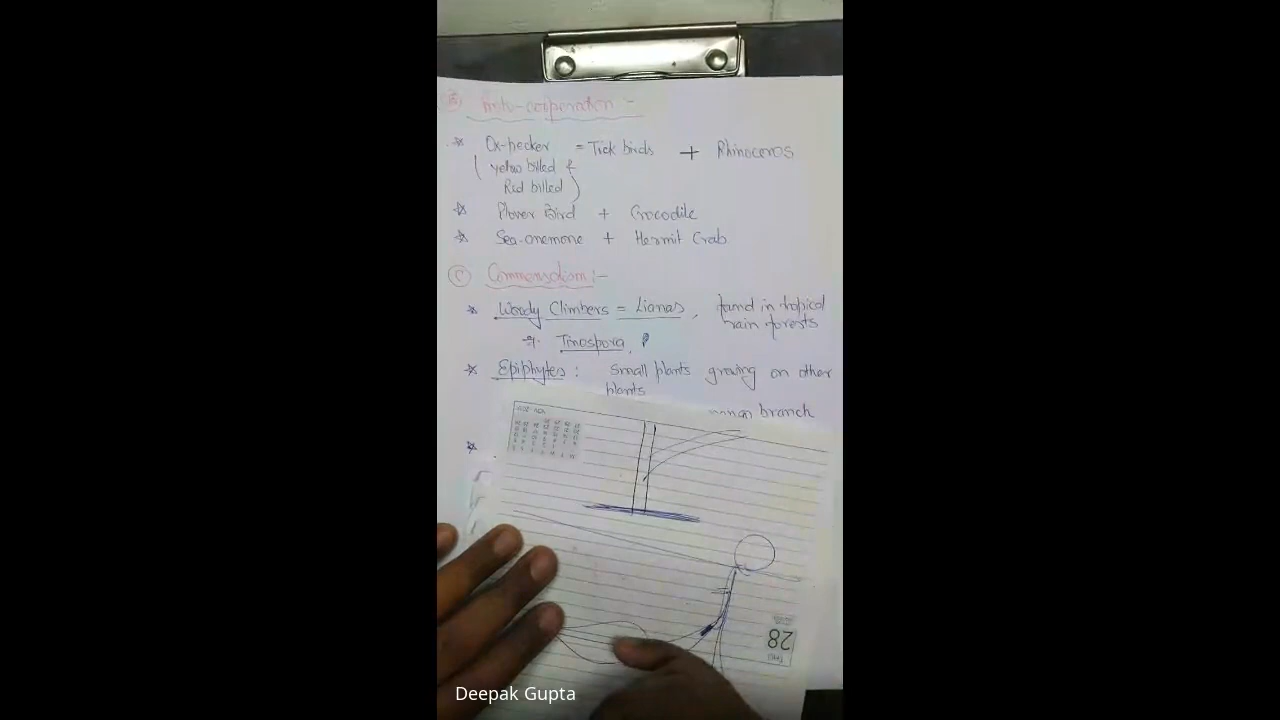 (B) Proto-cooperation :-
* Ox-pecker = Tick birds + Rhinoceros
( Yellow billed &
Red billed )
* Plover Bird + Crocodile
* Sea-anemone + Hermit Crab
(C) Commensalism :-
* Woody Climbers = Lianas, found in tropical
rain forests
Tinospora,
* Epiphytes : Small plants growing on other
plants
branch
*
28
THU
Deepak Gupta